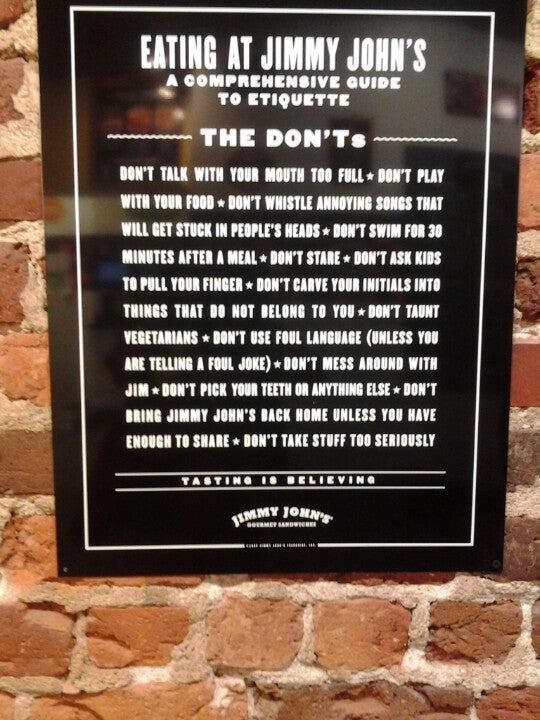 EATING AT JIMMY JOHN'S
A COMPREHENSIVE GUIDE
TO ETIQUETTE
THE DON'Ts
DON'T TALK WITH YOUR MOUTH TOO FULL ★ DON'T PLAY
WITH YOUR FOOD ★ DON'T WHISTLE ANNOYING SONGS THAT
WILL GET STUCK IN PEOPLE'S HEADS ★ DON'T SWIM FOR 30
MINUTES AFTER A MEAL ★ DON'T STARE ★ DON'T ASK KIDS
TO PULL YOUR FINGER ★ DON'T CARVE YOUR INITIALS INTO
THINGS THAT DO NOT BELONG TO YOU ★ DON'T TAUNT
VEGETARIANS ★ DON'T USE FOUL LANGUAGE (UNLESS YOU
ARE TELLING A FOUL JOKE) ★ DON'T MESS AROUND WITH
JIM ★ DON'T PICK YOUR TEETH OR ANYTHING ELSE ★ DON'T
BRING JIMMY JOHN'S BACK HOME UNLESS YOU HAVE
ENOUGH TO SHARE ★ DON'T TAKE STUFF TOO SERIOUSLY
TASTING IS BELIEVING
JIMMY JOHN'S
GOURMET SANDWICHES
JIMMY JOHN'S FRANCHISE, INC.